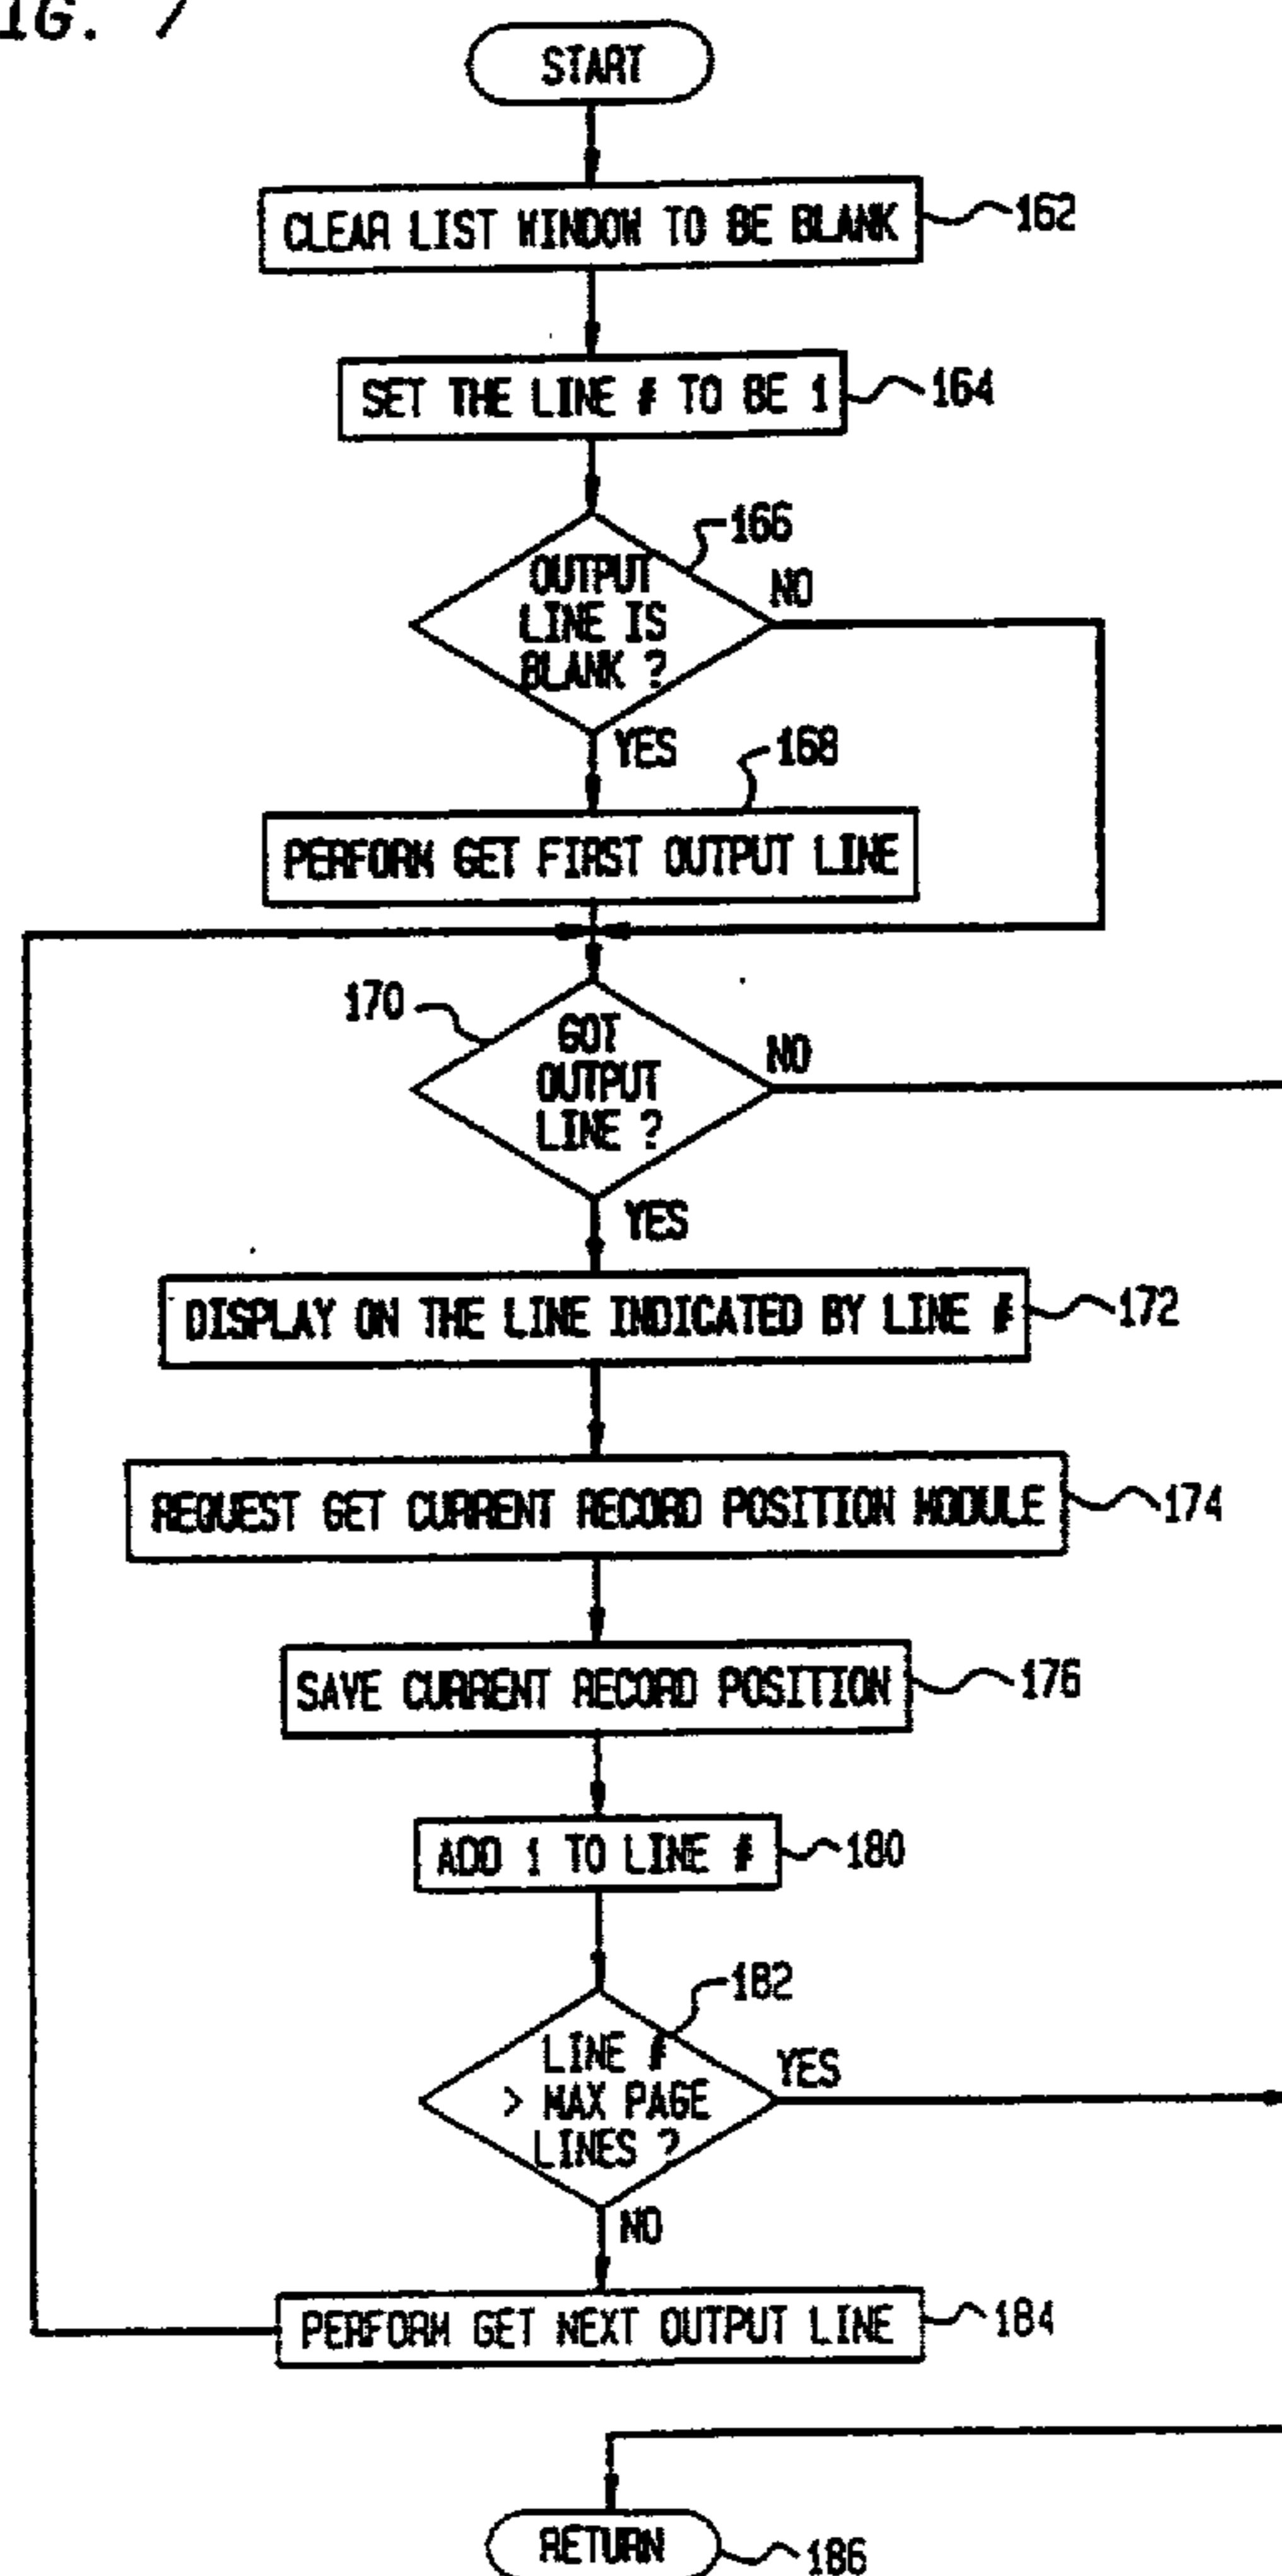 IG. 7
START
CLEAR LIST WINDOW TO BE BLANK
162
SET THE LINE # TO BE 1
164
166
OUTPUT
LINE IS
BLANK ?
NO
YES
168
PERFORM GET FIRST OUTPUT LINE
170
GOT
OUTPUT
LINE ?
NO
YES
DISPLAY ON THE LINE INDICATED BY LINE #
172
REQUEST GET CURRENT RECORD POSITION MODULE
174
SAVE CURRENT RECORD POSITION
176
ADD 1 TO LINE #
180
182
LINE #
> MAX PAGE
LINES ?
YES
NO
PERFORM GET NEXT OUTPUT LINE
184
RETURN
186